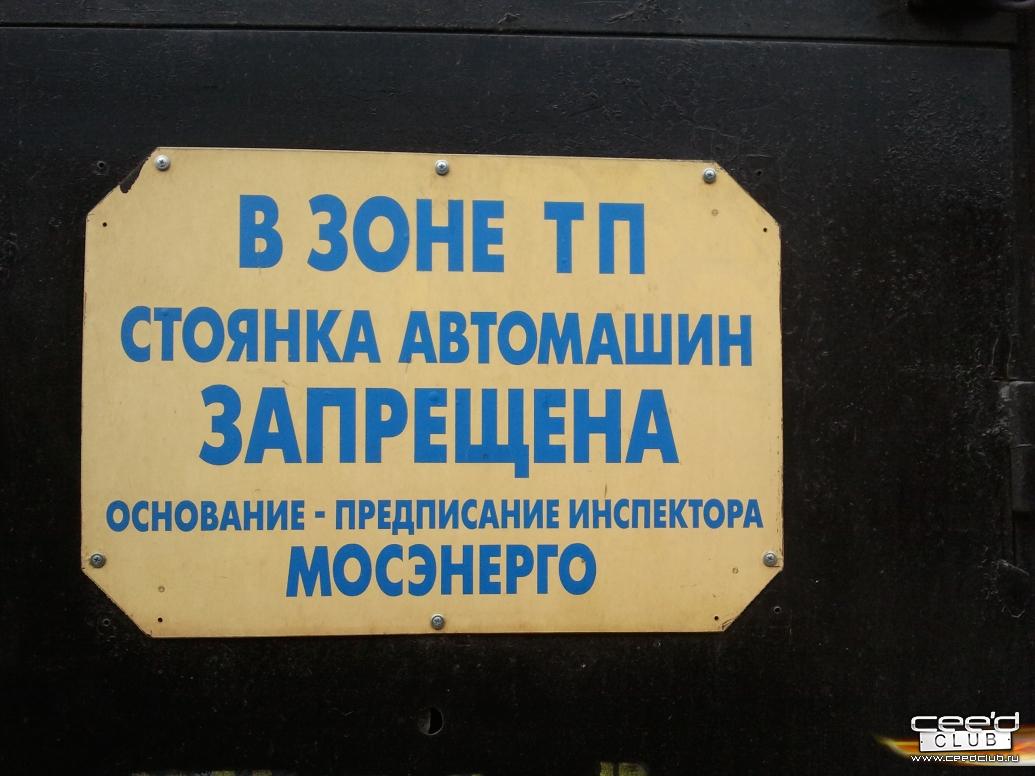 В ЗОНЕ ТП
СТОЯНКА АВТОМАШИН
ЗАПРЕЩЕНА
ОСНОВАНИЕ - ПРЕДПИСАНИЕ ИНСПЕКТОРА
МОСЭНЕРГО
cee'd
CLUB
www.ceedclub.ru